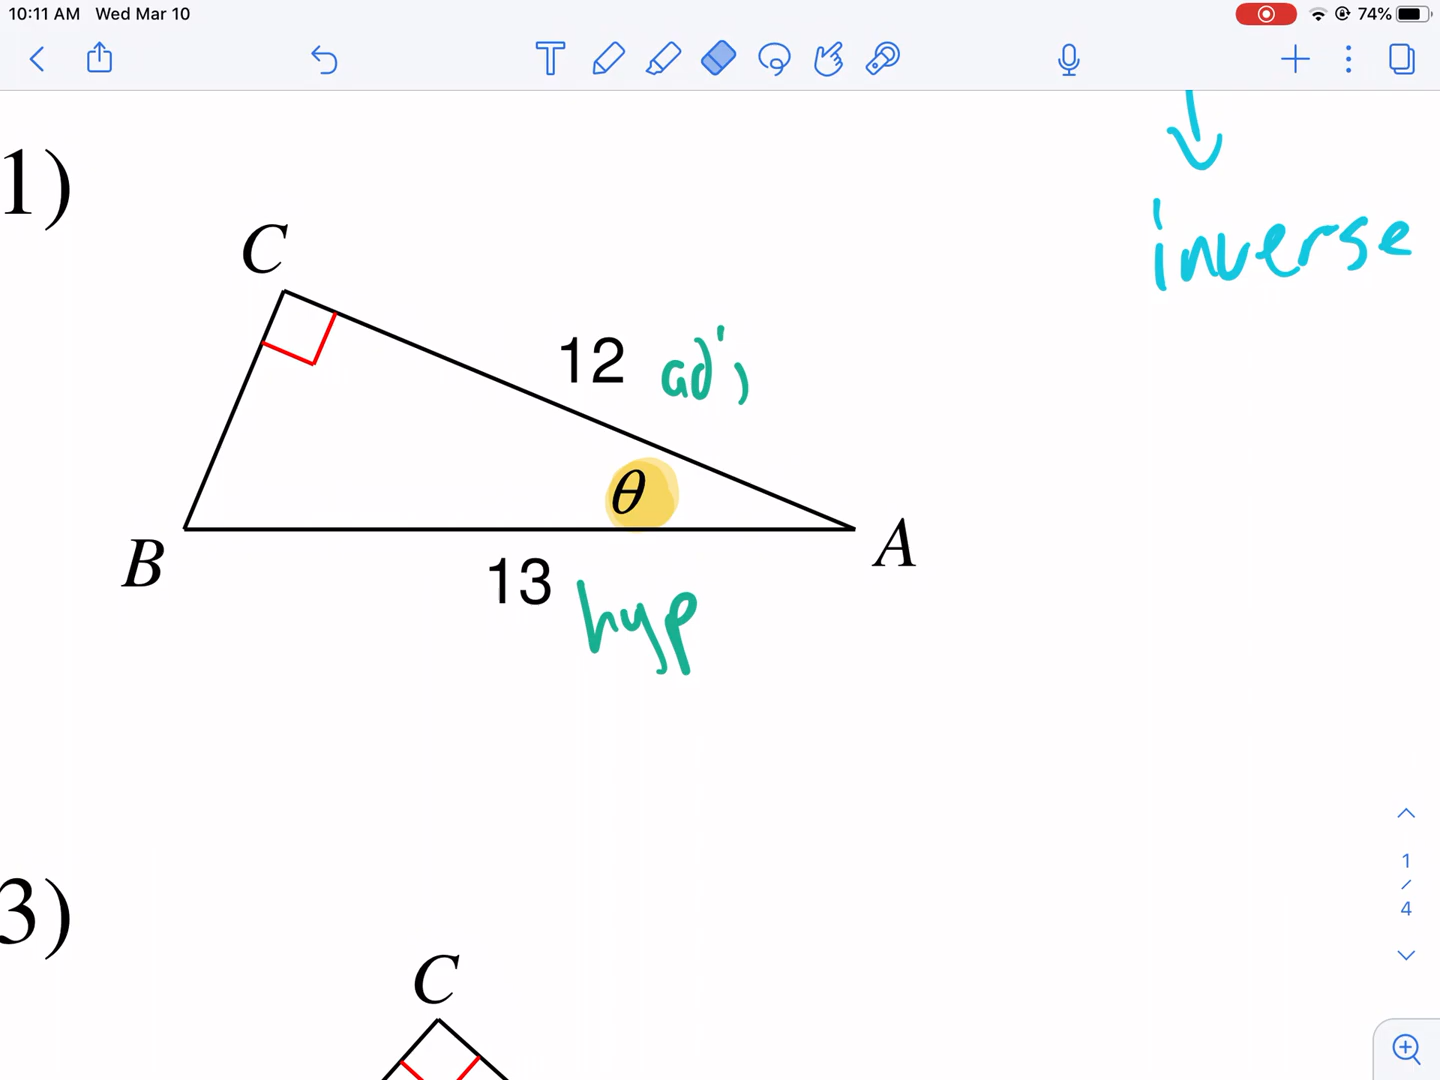 10:11 AM Wed Mar 10
74%
inverse
1)
C
12 adj
θ
B
A
13 hyp
1
/
4
3)
C